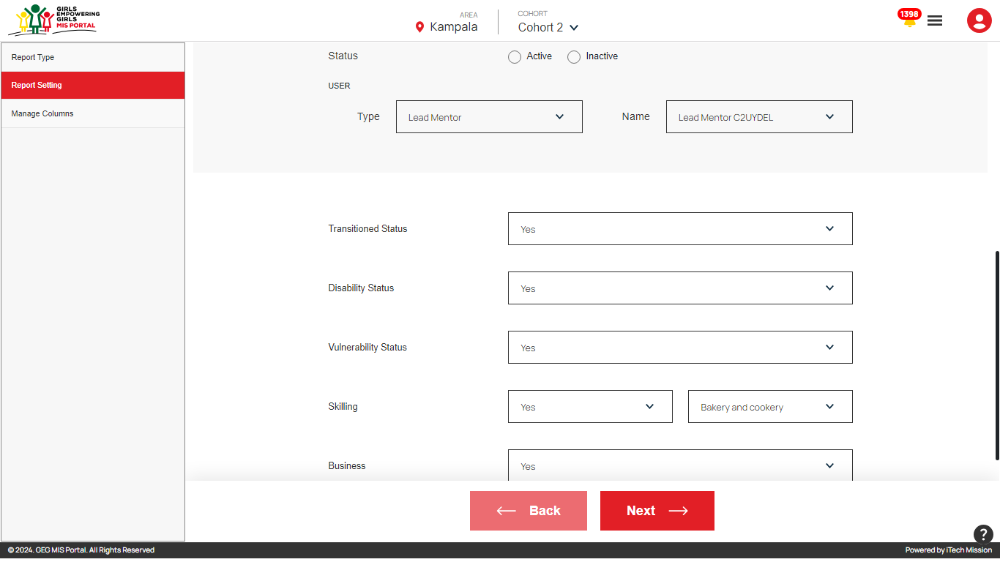 GIRLS
EMPOWERING
GIRLS
MIS PORTAL
AREA
Kampala
COHORT
Cohort 2
1398
Report Type
Report Setting
Manage Columns
Status
Active
Inactive
USER
Type
Lead Mentor
Name
Lead Mentor C2UYDEL
Transitioned Status
Yes
Disability Status
Yes
Vulnerability Status
Yes
Skilling
Yes
Bakery and cookery
Business
Yes
Back
Next
?
© 2024. GEG MIS Portal. All Rights Reserved
Powered by iTech Mission